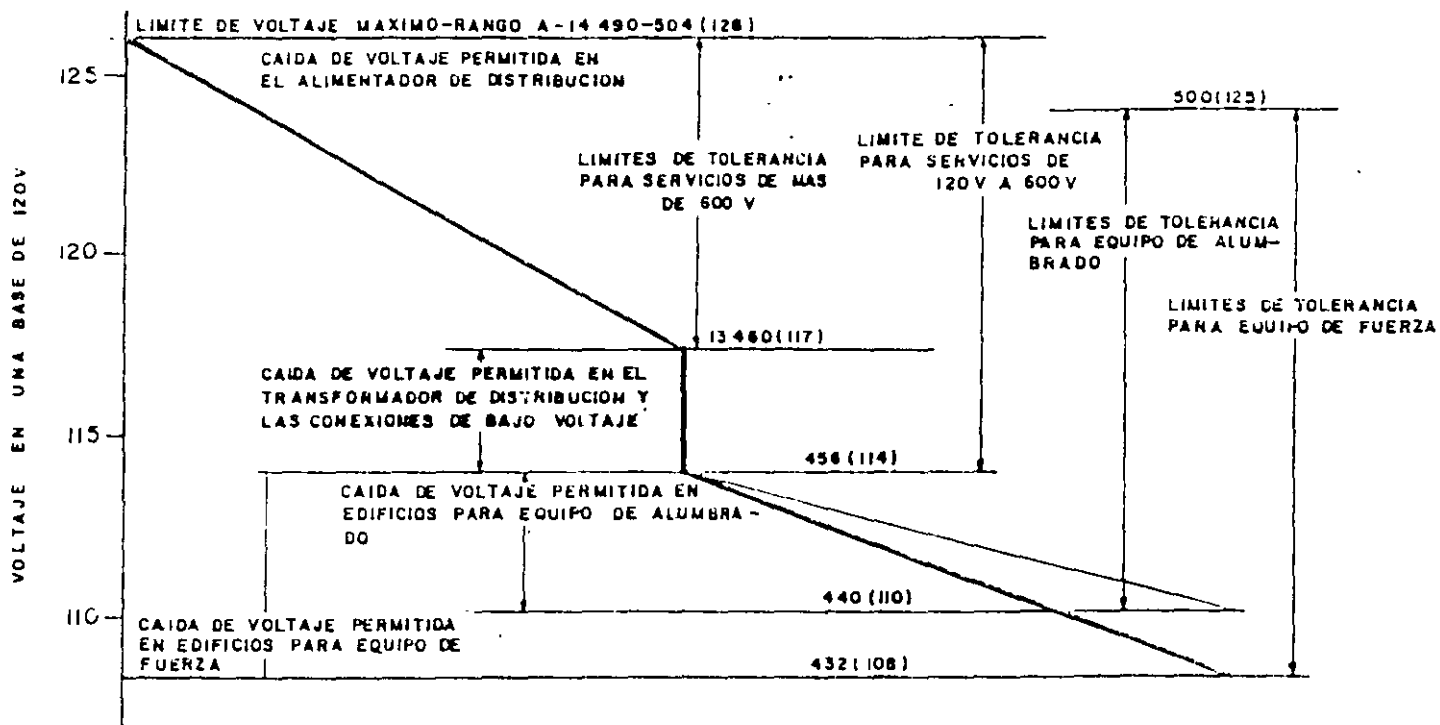 LIMITE DE VOLTAJE MAXIMO-RANGO A-14 490-504 (126)
CAIDA DE VOLTAJE PERMITIDA EN
EL ALIMENTADOR DE DISTRIBUCION
125
500(125)
LIMITES DE TOLERANCIA
PARA SERVICIOS DE MAS
DE 600 V
LIMITE DE TOLERANCIA
PARA SERVICIOS DE
120 V A 600 V
LIMITES DE TOLERANCIA
PARA EQUIPO DE ALUM-
BRADO
LIMITES DE TOLERANCIA
PARA EQUIPO DE FUERZA
120
VOLTAJE EN UNA BASE DE 120V
13 460(117)
CAIDA DE VOLTAJE PERMITIDA EN EL
TRANSFORMADOR DE DISTRIBUCION Y
LAS CONEXIONES DE BAJO VOLTAJE
115
456 (114)
CAIDA DE VOLTAJE PERMITIDA EN
EDIFICIOS PARA EQUIPO DE ALUMBRA-
DO
440 (110)
110
CAIDA DE VOLTAJE PERMITIDA
EN EDIFICIOS PARA EQUIPO DE
FUERZA
432(108)